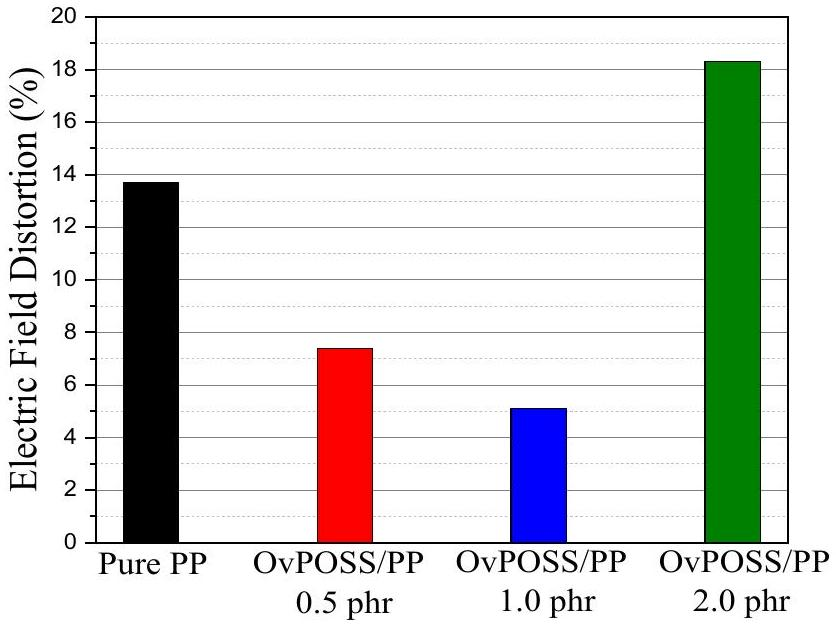 Electric Field Distortion (%)
20
18
16
14
12
10
8
6
4
2
0
Pure PP
OvPOSS/PP
0.5 phr
OvPOSS/PP
1.0 phr
OvPOSS/PP
2.0 phr